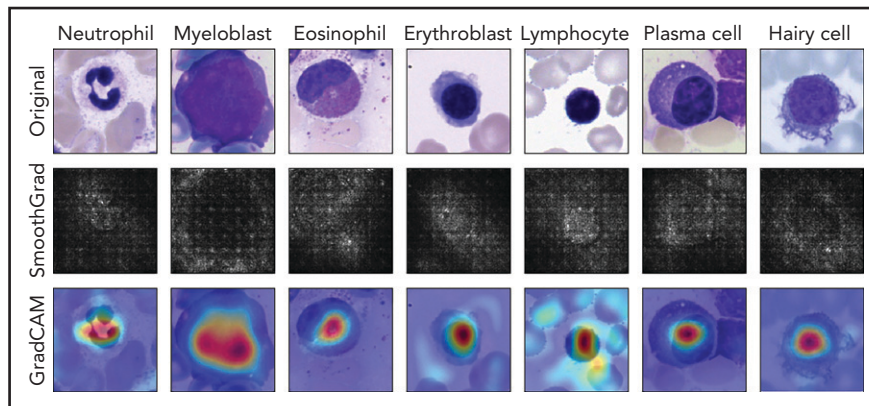 Neutrophil Myeloblast Eosinophil Erythroblast Lymphocyte Plasma cell Hairy cell
Original
SmoothGrad
GradCAM